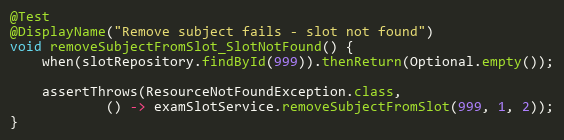 @Test
@DisplayName("Remove subject fails - slot not found")
void removeSubjectFromSlot_SlotNotFound() {
    when(slotRepository.findById(999)).thenReturn(Optional.empty());

    assertThrows(ResourceNotFoundException.class,
            () -> examSlotService.removeSubjectFromSlot(999, 1, 2));
}